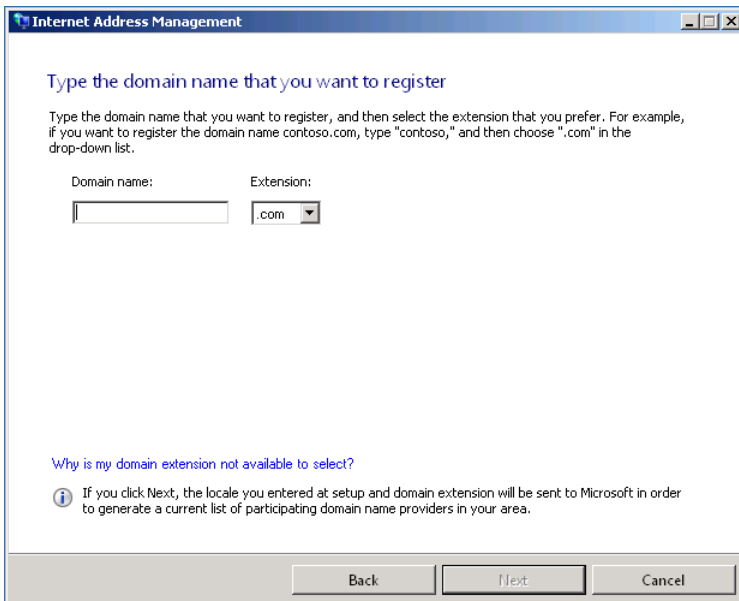 Internet Address Management
Type the domain name that you want to register
Type the domain name that you want to register, and then select the extension that you prefer. For example,
if you want to register the domain name contoso.com, type "contoso," and then choose ".com" in the
drop-down list.
Domain name: Extension:
.com
Why is my domain extension not available to select?
If you click Next, the locale you entered at setup and domain extension will be sent to Microsoft in order
to generate a current list of participating domain name providers in your area.
Back Next Cancel